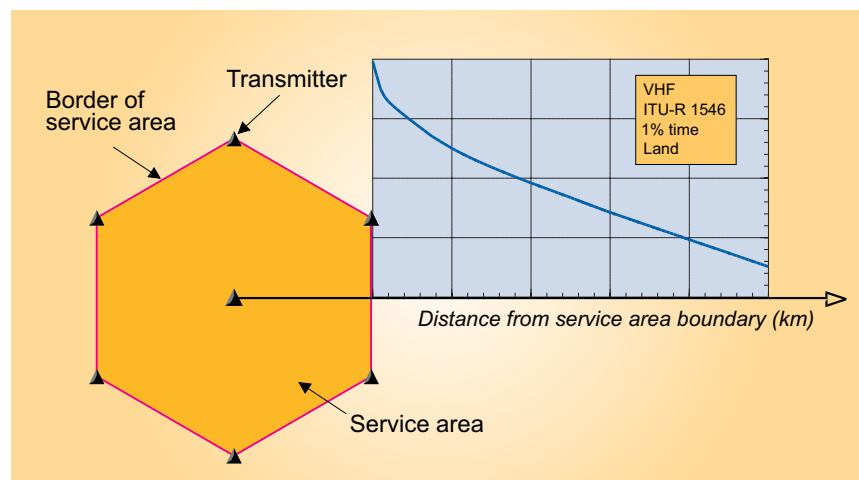 Transmitter
Border of
service area
VHF
ITU-R 1546
1% time
Land
Distance from service area boundary (km)
Service area